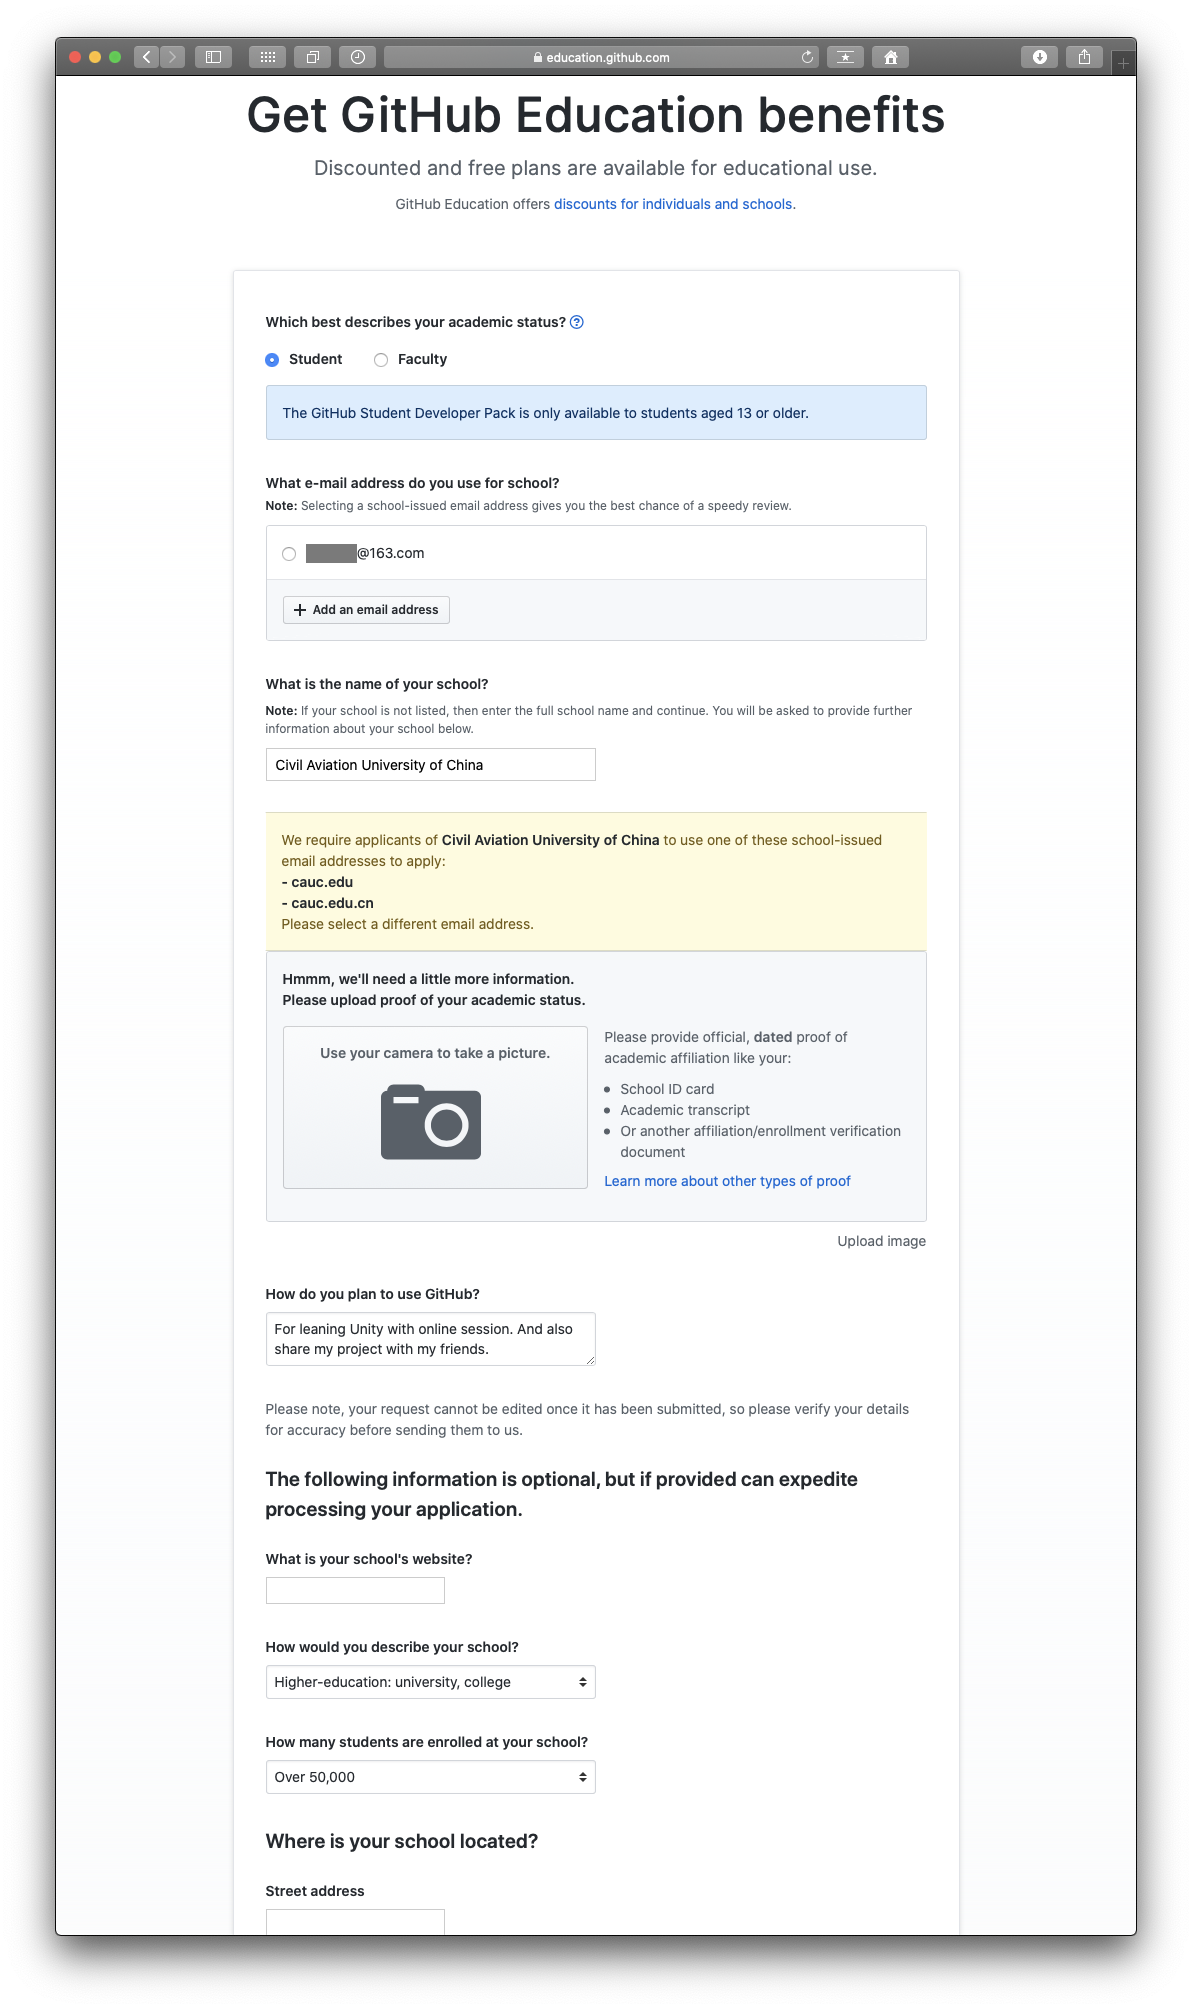 education.github.com
Get GitHub Education benefits
Discounted and free plans are available for educational use.
GitHub Education offers discounts for individuals and schools.
Which best describes your academic status?
Student Faculty
The GitHub Student Developer Pack is only available to students aged 13 or older.
What e-mail address do you use for school?
Note: Selecting a school-issued email address gives you the best chance of a speedy review.
@163.com
Add an email address
What is the name of your school?
Note: If your school is not listed, then enter the full school name and continue. You will be asked to provide further
information about your school below.
Civil Aviation University of China
We require applicants of Civil Aviation University of China to use one of these school-issued
email addresses to apply:
- cauc.edu
- cauc.edu.cn
Please select a different email address.
Hmmm, we'll need a little more information.
Please upload proof of your academic status.
Use your camera to take a picture.
Please provide official, dated proof of
academic affiliation like your:
School ID card
Academic transcript
Or another affiliation/enrollment verification
document
Learn more about other types of proof
Upload image
How do you plan to use GitHub?
For leaning Unity with online session. And also
share my project with my friends.
Please note, your request cannot be edited once it has been submitted, so please verify your details
for accuracy before sending them to us.
The following information is optional, but if provided can expedite
processing your application.
What is your school's website?
How would you describe your school?
Higher-education: university, college
How many students are enrolled at your school?
Over 50,000
Where is your school located?
Street address